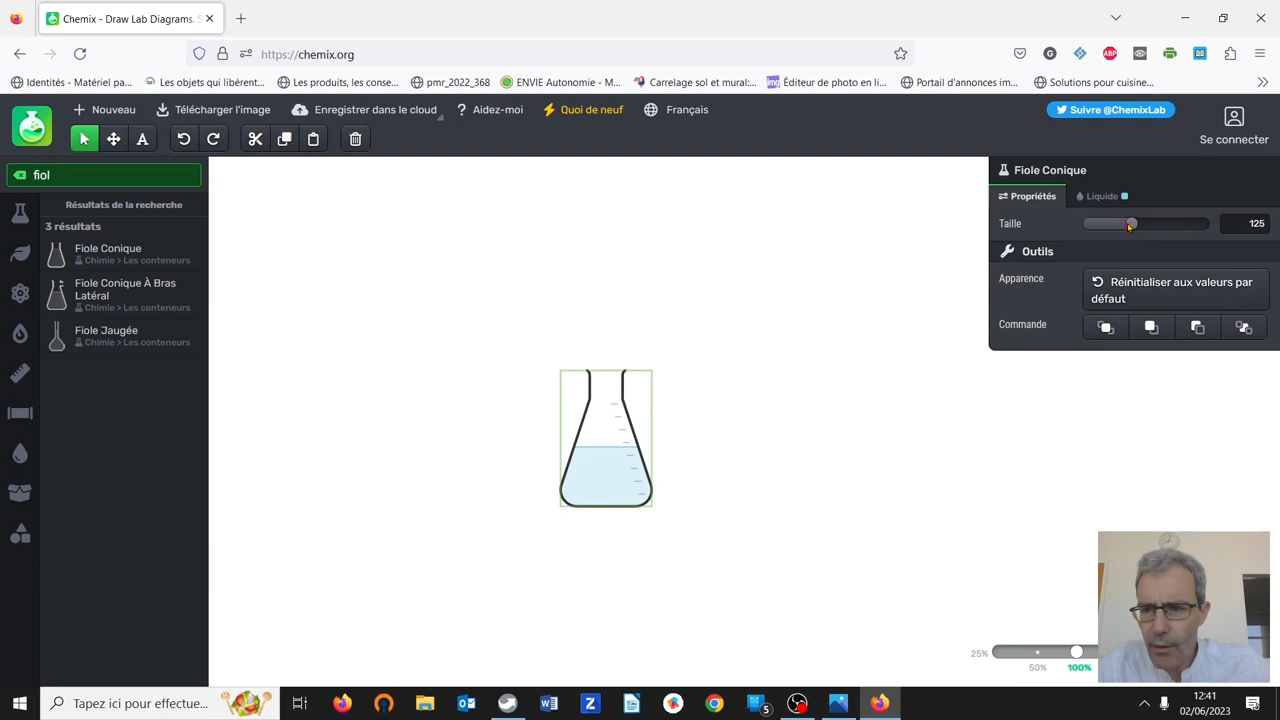 Chemix - Draw Lab Diagrams. S
https://chemix.org
Identités - Matériel pa...
Les objets qui libèrent...
Les produits, les conse...
pmr_2022_368
ENVIE Autonomie - M...
Carrelage sol et mural:...
Éditeur de photo en li...
Portail d'annonces im...
Solutions pour cuisine...
Nouveau
Télécharger l'image
Enregistrer dans le cloud
? Aidez-moi
Quoi de neuf
Français
Suivre @ChemixLab
Se connecter
fiol
Résultats de la recherche
3 résultats
Fiole Conique
Chimie > Les conteneurs
Fiole Conique À Bras
Latéral
Chimie > Les conteneurs
Fiole Jaugée
Chimie > Les conteneurs
Fiole Conique
Propriétés
Liquide
Taille
125
Outils
Apparence
Réinitialiser aux valeurs par
défaut
Commande
25%
50%
100%
Tapez ici pour effectue...
5
12:41
02/06/2023